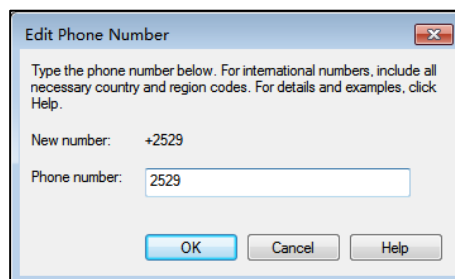 Edit Phone Number
Type the phone number below. For international numbers, include all
necessary country and region codes. For details and examples, click
Help.
New number: +2529
Phone number: 2529
OK Cancel Help